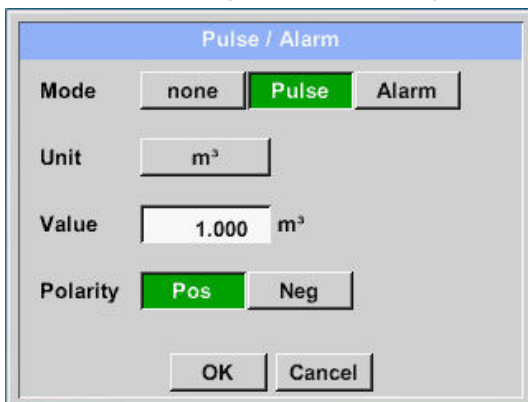 Pulse / Alarm
Mode none Pulse Alarm
Unit m³
Value 1.000 m³
Polarity Pos Neg
OK Cancel